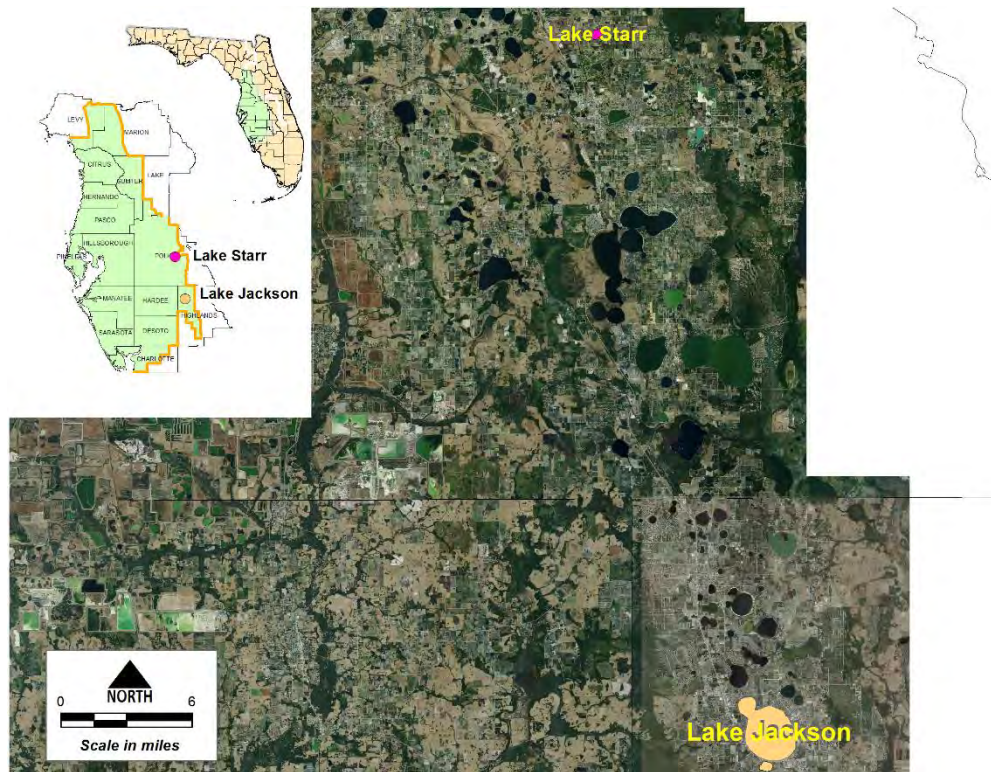 Lake Starr
LEVY
MARION
CITRUS
SUMTER
LAKE
HERNANDO
PASCO
HILLSBOROUGH
PINELLAS
POLK
Lake Starr
Lake Jackson
MANATEE
HARDEE
HIGHLANDS
SARASOTA
DESOTO
CHARLOTTE
NORTH
0 6
Scale in miles
Lake Jackson